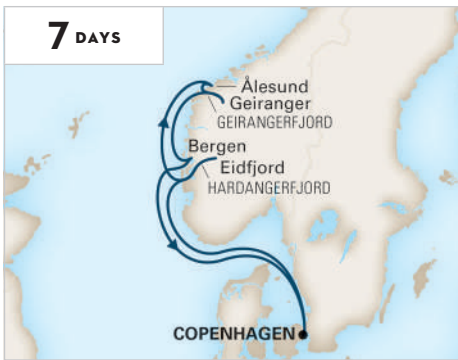 7 DAYS
Ålesund
Geiranger
GEIRANGERFJORD
Bergen
Eidfjord
HARDANGERFJORD
COPENHAGEN